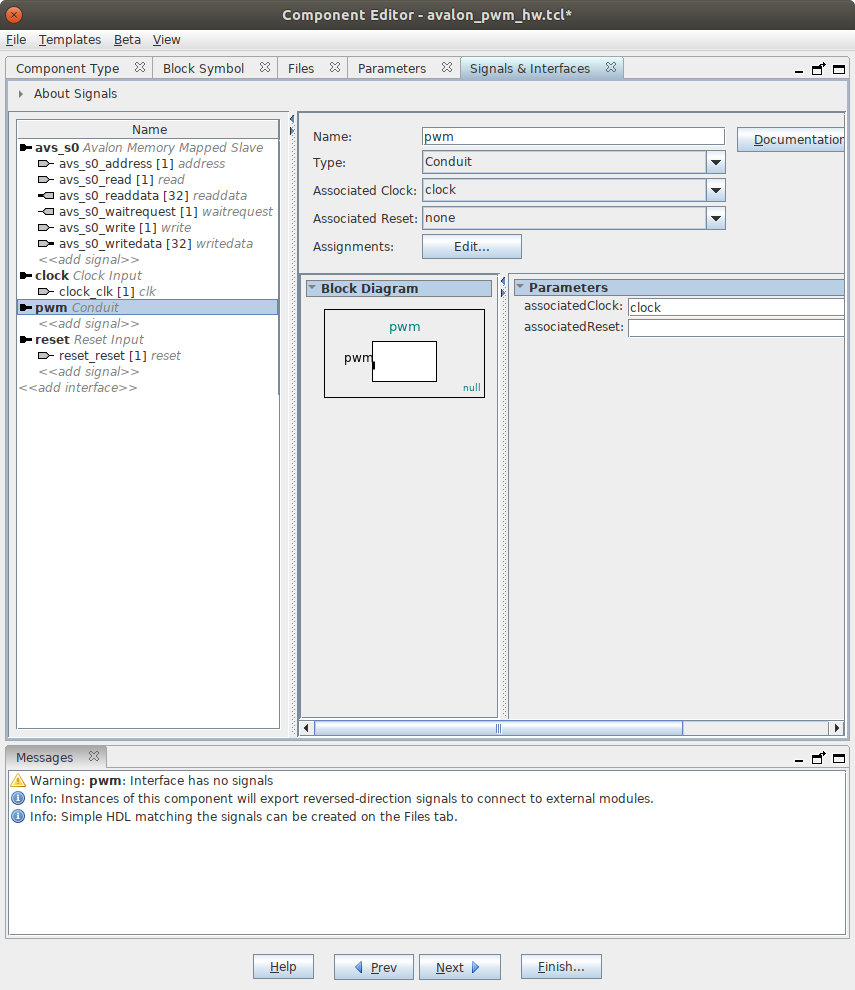 Component Editor - avalon_pwm_hw.tcl*
File Templates Beta View
Component Type Block Symbol Files Parameters Signals & Interfaces
About Signals
Name
avs_s0 Avalon Memory Mapped Slave
avs_s0_address [1] address
avs_s0_read [1] read
avs_s0_readdata [32] readdata
avs_s0_waitrequest [1] waitrequest
avs_s0_write [1] write
avs_s0_writedata [32] writedata
<<add signal>>
clock Clock Input
clock_clk [1] clk
pwm Conduit
<<add signal>>
reset Reset Input
reset_reset [1] reset
<<add signal>>
<<add interface>>
Name: pwm Documentation
Type: Conduit
Associated Clock: clock
Associated Reset: none
Assignments: Edit...
Block Diagram
pwm
pwm
null
Parameters
associatedClock: clock
associatedReset:
Messages
Warning: pwm: Interface has no signals
Info: Instances of this component will export reversed-direction signals to connect to external modules.
Info: Simple HDL matching the signals can be created on the Files tab.
Help Prev Next Finish...